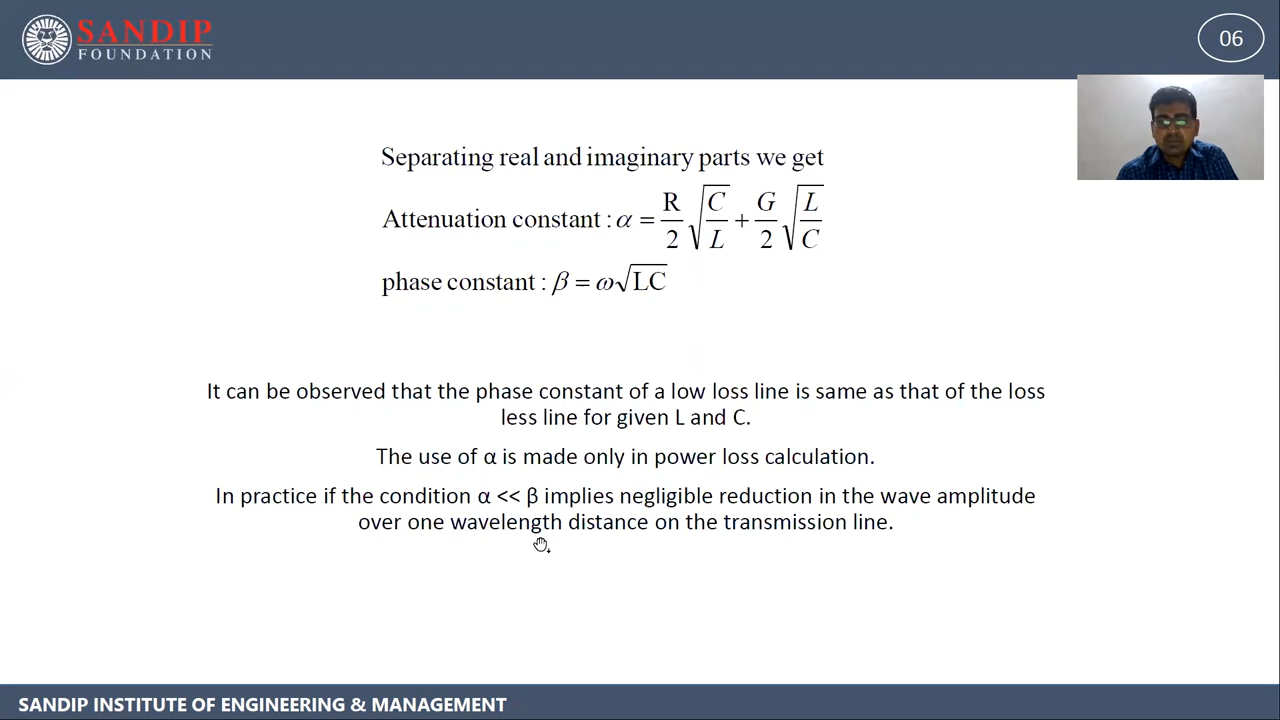 SANDIP
FOUNDATION
06
Separating real and imaginary parts we get
Attenuation constant : α = R/2 √(C/L) + G/2 √(L/C)
phase constant : β = ω√LC
It can be observed that the phase constant of a low loss line is same as that of the loss
less line for given L and C.
The use of α is made only in power loss calculation.
In practice if the condition α << β implies negligible reduction in the wave amplitude
over one wavelength distance on the transmission line.
SANDIP INSTITUTE OF ENGINEERING & MANAGEMENT